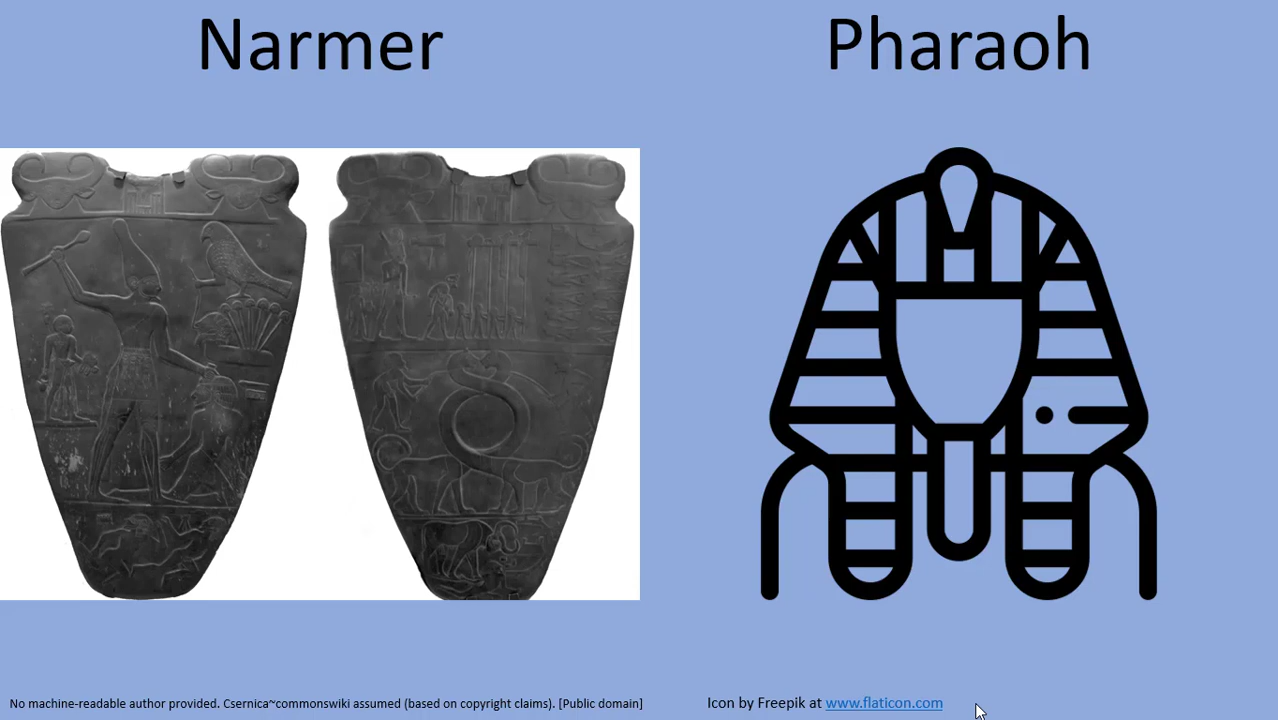 Narmer
Pharaoh
No machine-readable author provided. Csernica~commonswiki assumed (based on copyright claims). [Public domain]
Icon by Freepik at www.flaticon.com